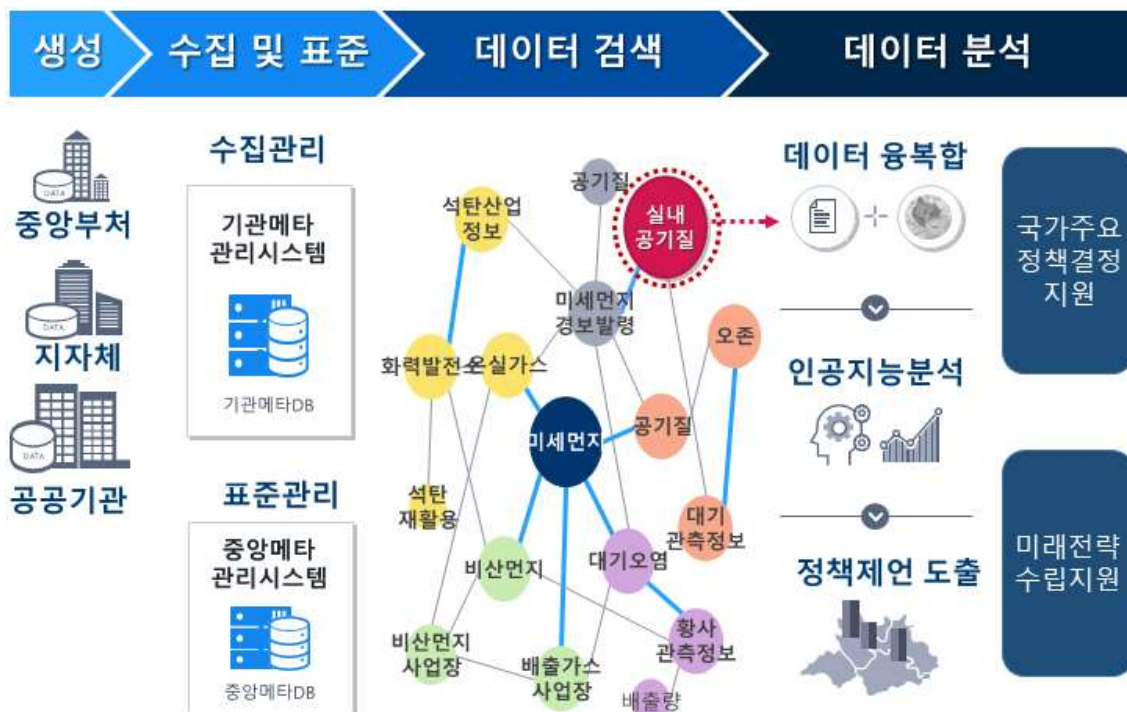 생성
수집 및 표준
데이터 검색
데이터 분석
DATA
중앙부처
DATA
지자체
DATA
공공기관
수집관리
기관메타
관리시스템
기관메타DB
표준관리
중앙메타
관리시스템
중앙메타DB
공기질
석탄산업
정보
실내
공기질
미세먼지
경보발령
오존
화력발전소
온실가스
공기질
미세먼지
석탄
재활용
대기
관측정보
비산먼지
대기오염
비산먼지
사업장
배출가스
사업장
황사
관측정보
배출량
데이터 융복합
인공지능분석
정책제언 도출
국가주요
정책결정
지원
미래전략
수립지원